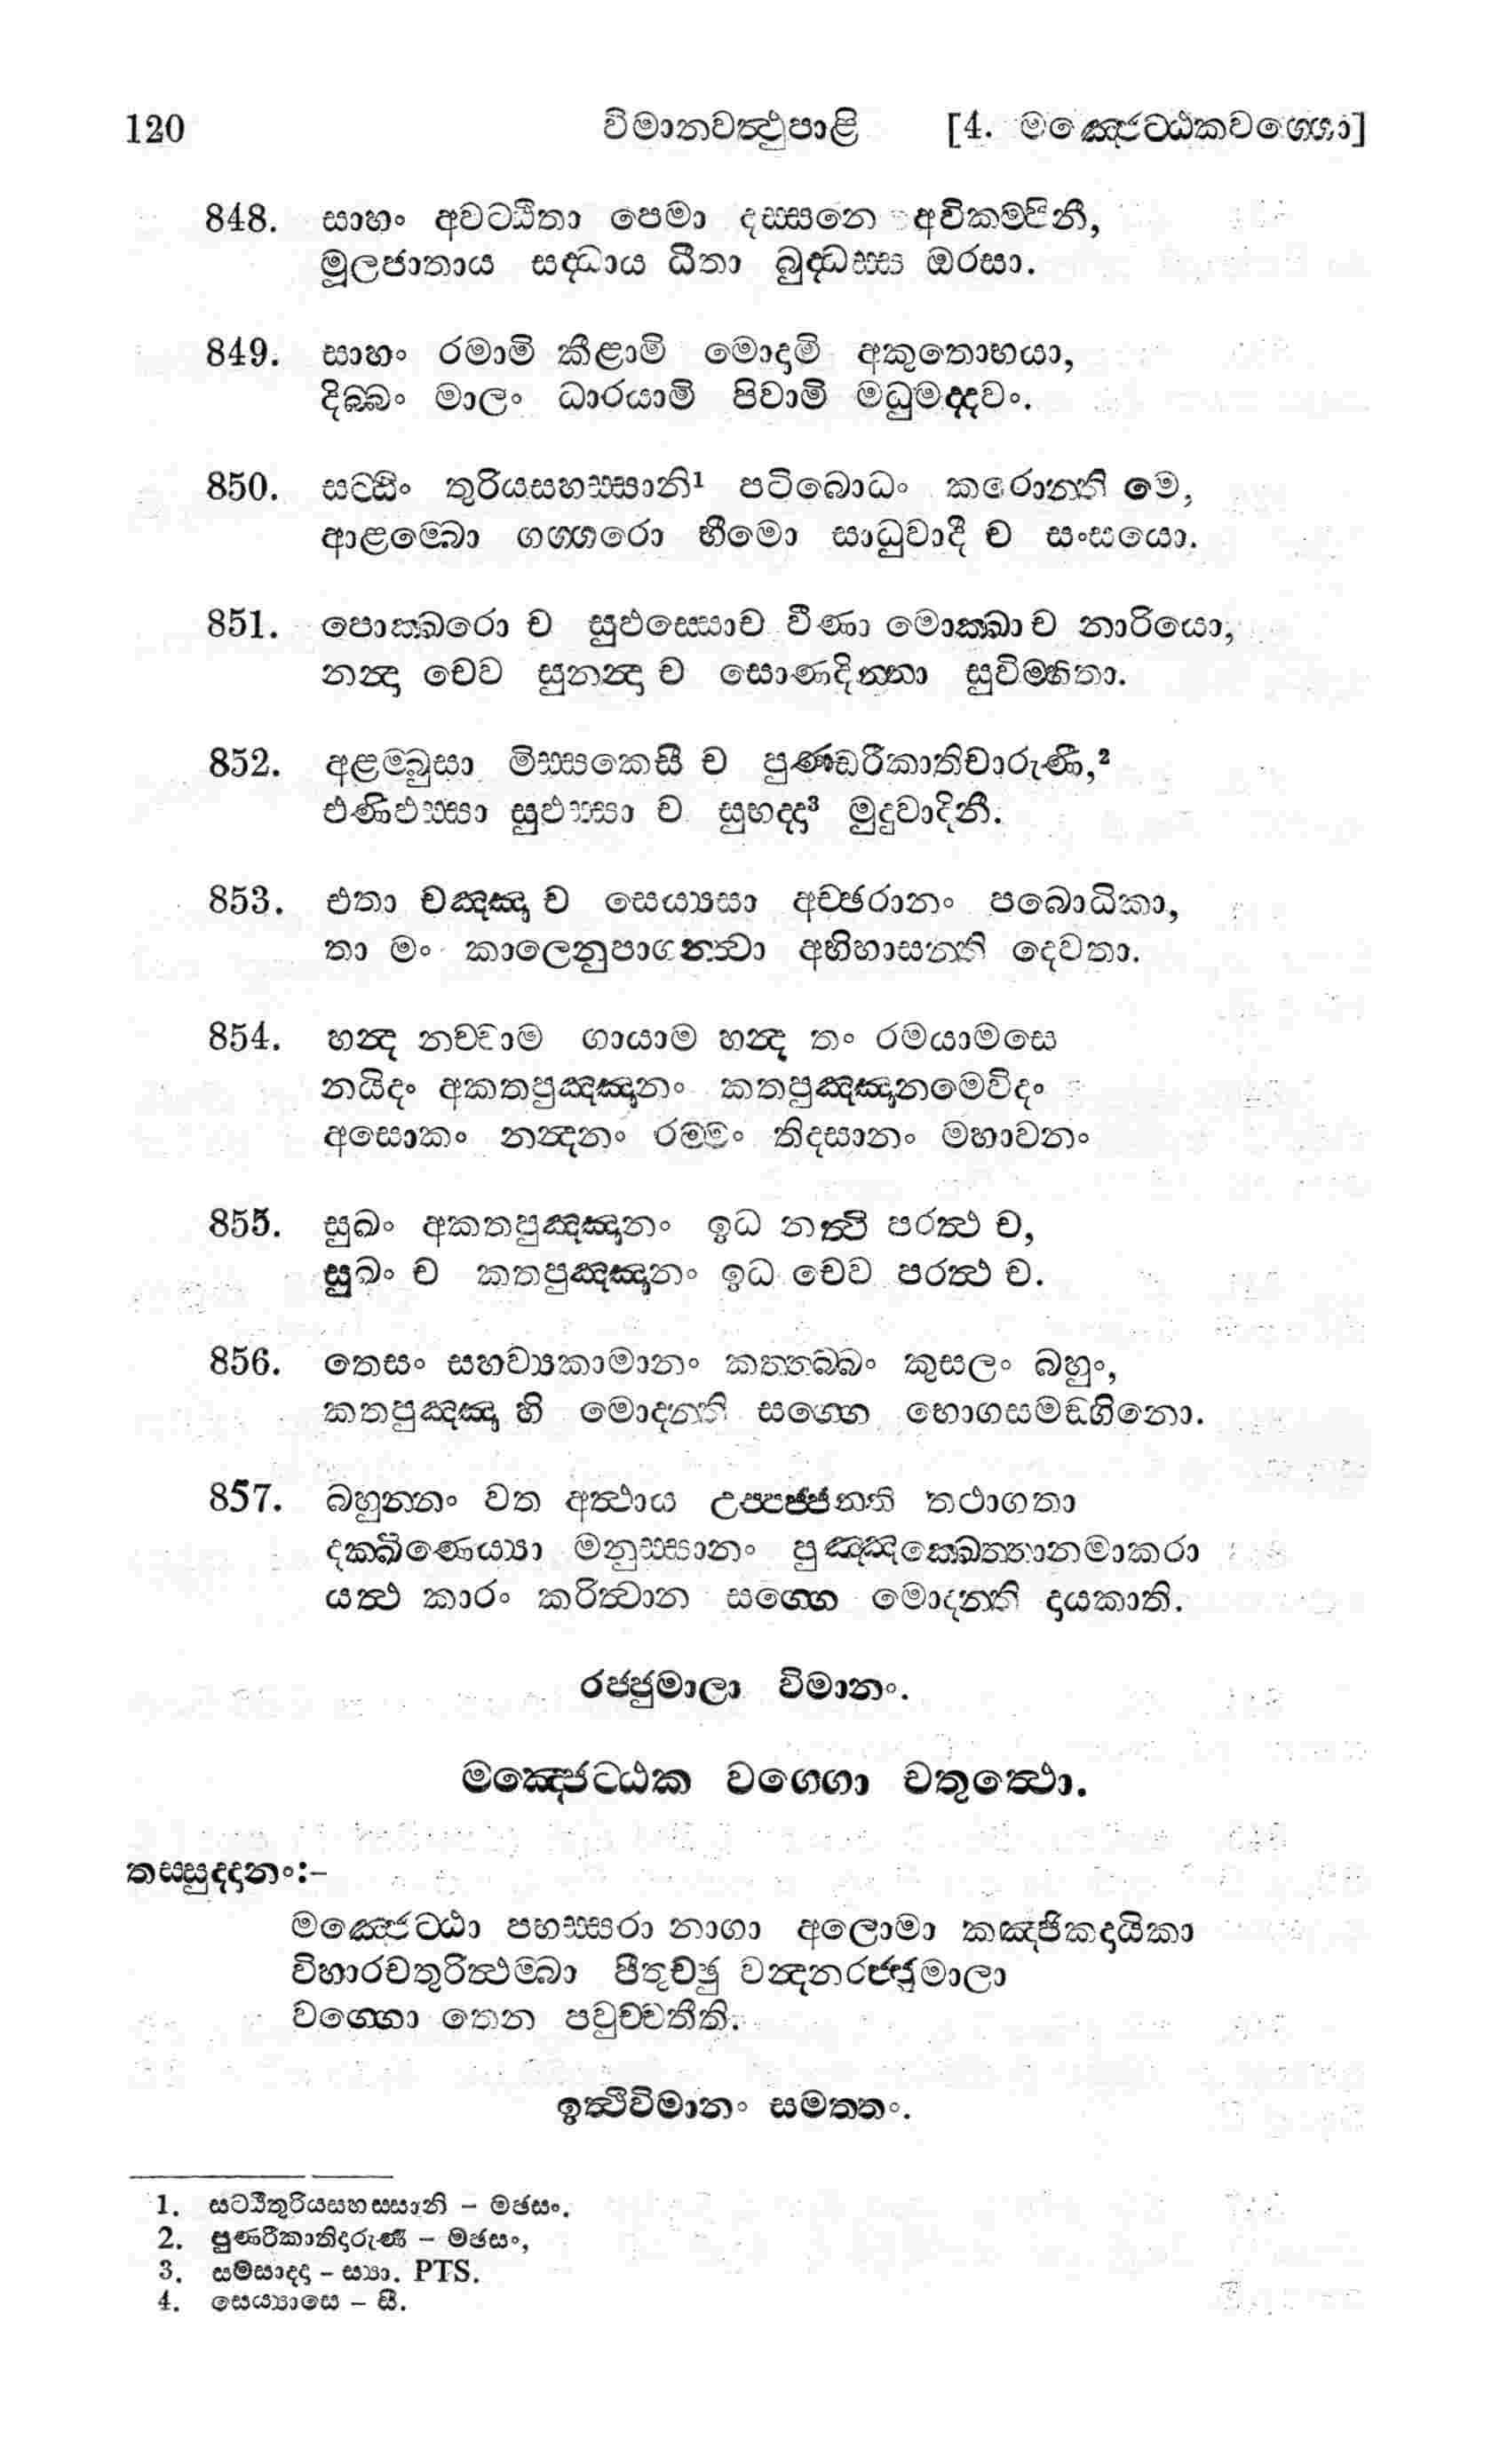 120 විමානවත්‍ථුපාළි [4. මඤ්ජෙට්ඨකවග්ගො]
848. සාහං අවට්ඨිතා පෙමා දස්සනෙ අවිකම්පිනී,
මූලජාතාය සද්ධාය ධීතා බුද්ධස්ස ඔරසා.
849. සාහං රමාමි කීළාමි මොදාමි අකුතොභයා,
දිබ්බං මාලං ධාරයාමි පිවාමි මධුමද්දවං.
850. සට්ඨිං තුරියසහස්සානි¹ පටිබොධං කරොන්ති මෙ,
ආළම්බො ගග්ගරො භීමො සාධුවාදී ච සංසයො.
851. පොක්ඛරො ච සුඵස්සොච වීණා මොක්ඛා ච නාරියො,
නන්‍දා චෙව සුනන්‍දා ච සොණදින්නා සුවිම්හිතා.
852. අළම්බුසා මිස්සකෙසී ච පුණ්ඩරීකාතිචාරුණී,²
එණිඵස්සා සුඵස්සා ච සුභද්දා³ මුදුවාදිනී.
853. එතා චඤ්ඤා ච සෙය්‍යසා අච්ඡරානං පබොධිකා,
තා මං කාලෙනුපාගන්ත්‍වා අභිහාසන්ති දෙවතා.
854. හන්‍ද නච්චාම ගායාම හන්‍ද තං රමයාමසෙ
නයිදං අකතපුඤ්ඤානං කතපුඤ්ඤානමෙවිදං
අසොකං නන්‍දනං රම්මං තිදසානං මහාවනං
855. සුඛං අකතපුඤ්ඤානං ඉධ නත්‍ථි පරත්‍ථ ච,
සුඛං ච කතපුඤ්ඤානං ඉධ චෙව පරත්‍ථ ච.
856. තෙසං සහව්‍යකාමානං කත්තබ්බං කුසලං බහුං,
කතපුඤ්ඤා හි මොදන්ති සග්ගෙ භොගසමඞ්ගිනො.
857. බහුන්නං වත අත්‍ථාය උප්පජ්ජන්ති තථාගතා
දක්ඛිණෙය්‍යා මනුස්සානං පුඤ්ඤක්ඛෙත්තානමාකරා
යත්‍ථ කාරං කරිත්‍වාන සග්ගෙ මොදන්ති දායකාති.
රජ්ජුමාලා විමානං.
මඤ්ජෙට්ඨක වග්ගො චතුත්‍ථො.
තස්සුද්දානං:–
මඤ්ජෙට්ඨා පභස්සරා නාගා අලොමා කඤ්ජිකදායිකා
විහාරචතුරිත්‍ථම්බා පීතුච්ඡු වන්‍දනරජ්ජුමාලා
වග්ගො තෙන පවුච්චතීති.
ඉත්‍ථිවිමානං සමත්තං.
1. සට්ඨිතුරියසහස්සානි – මඡසං.
2. පුණරීකාතිදාරුණී – මඡසං,
3. සම්සාද්දා – ස්‍යා. PTS.
4. සෙය්‍යාසෙ – සී.